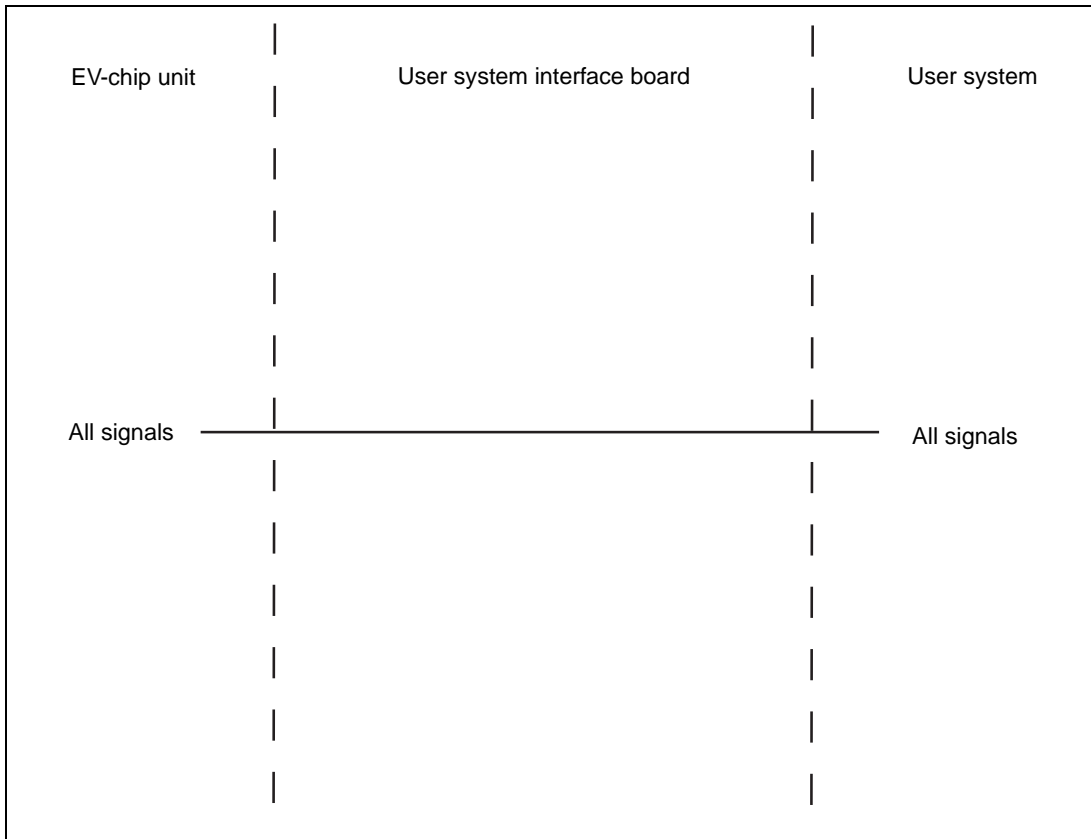 EV-chip unit
User system interface board
User system
All signals
All signals